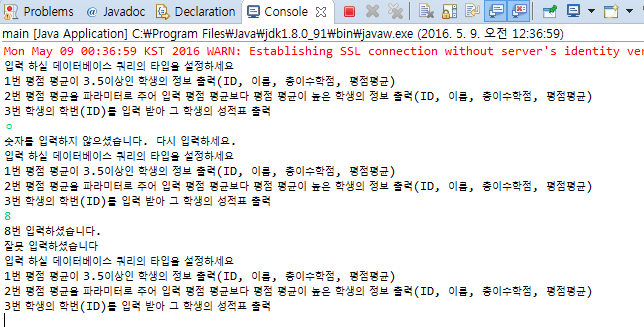 Problems @ Javadoc Declaration Console
main [Java Application] C:\Program Files\Java\jdk1.8.0_91\bin\javaw.exe (2016. 5. 9. 오전 12:36:59)
Mon May 09 00:36:59 KST 2016 WARN: Establishing SSL connection without server's identity ver
입력 하실 데이터베이스 쿼리의 타입을 설정하세요
1번 평점 평균이 3.5이상인 학생의 정보 출력(ID, 이름, 총이수학점, 평점평균)
2번 평점 평균을 파라미터로 주어 입력 평점 평균보다 평점 평균이 높은 학생의 정보 출력(ID, 이름, 총이수학점, 평점평균)
3번 학생의 학번(ID)를 입력 받아 그 학생의 성적표 출력
ㅇ
숫자를 입력하지 않으셨습니다. 다시 입력하세요.
입력 하실 데이터베이스 쿼리의 타입을 설정하세요
1번 평점 평균이 3.5이상인 학생의 정보 출력(ID, 이름, 총이수학점, 평점평균)
2번 평점 평균을 파라미터로 주어 입력 평점 평균보다 평점 평균이 높은 학생의 정보 출력(ID, 이름, 총이수학점, 평점평균)
3번 학생의 학번(ID)를 입력 받아 그 학생의 성적표 출력
8
8번 입력하셨습니다.
잘못 입력하셨습니다
입력 하실 데이터베이스 쿼리의 타입을 설정하세요
1번 평점 평균이 3.5이상인 학생의 정보 출력(ID, 이름, 총이수학점, 평점평균)
2번 평점 평균을 파라미터로 주어 입력 평점 평균보다 평점 평균이 높은 학생의 정보 출력(ID, 이름, 총이수학점, 평점평균)
3번 학생의 학번(ID)를 입력 받아 그 학생의 성적표 출력